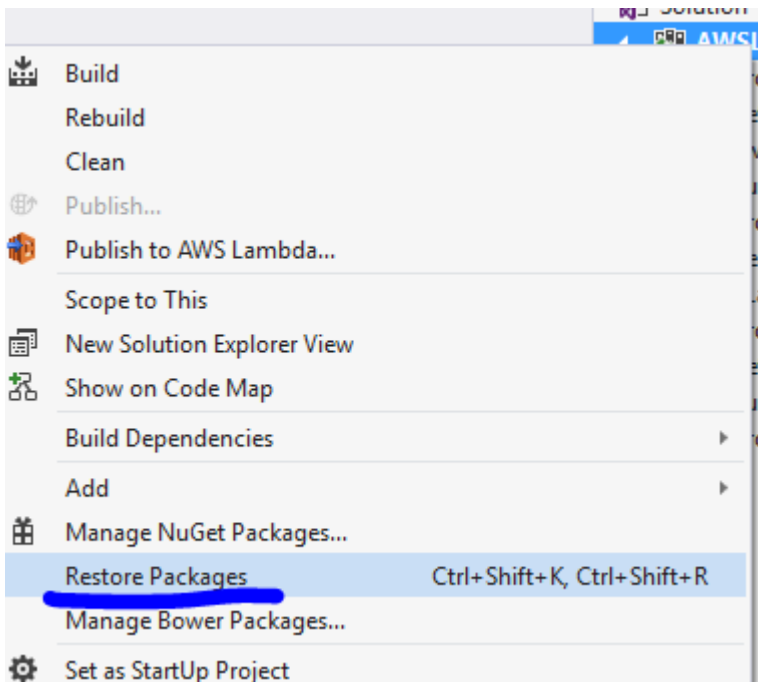 Solution
AWSL
Build
Rebuild
Clean
Publish...
Publish to AWS Lambda...
Scope to This
New Solution Explorer View
Show on Code Map
Build Dependencies
Add
Manage NuGet Packages...
Restore Packages Ctrl+Shift+K, Ctrl+Shift+R
Manage Bower Packages...
Set as StartUp Project